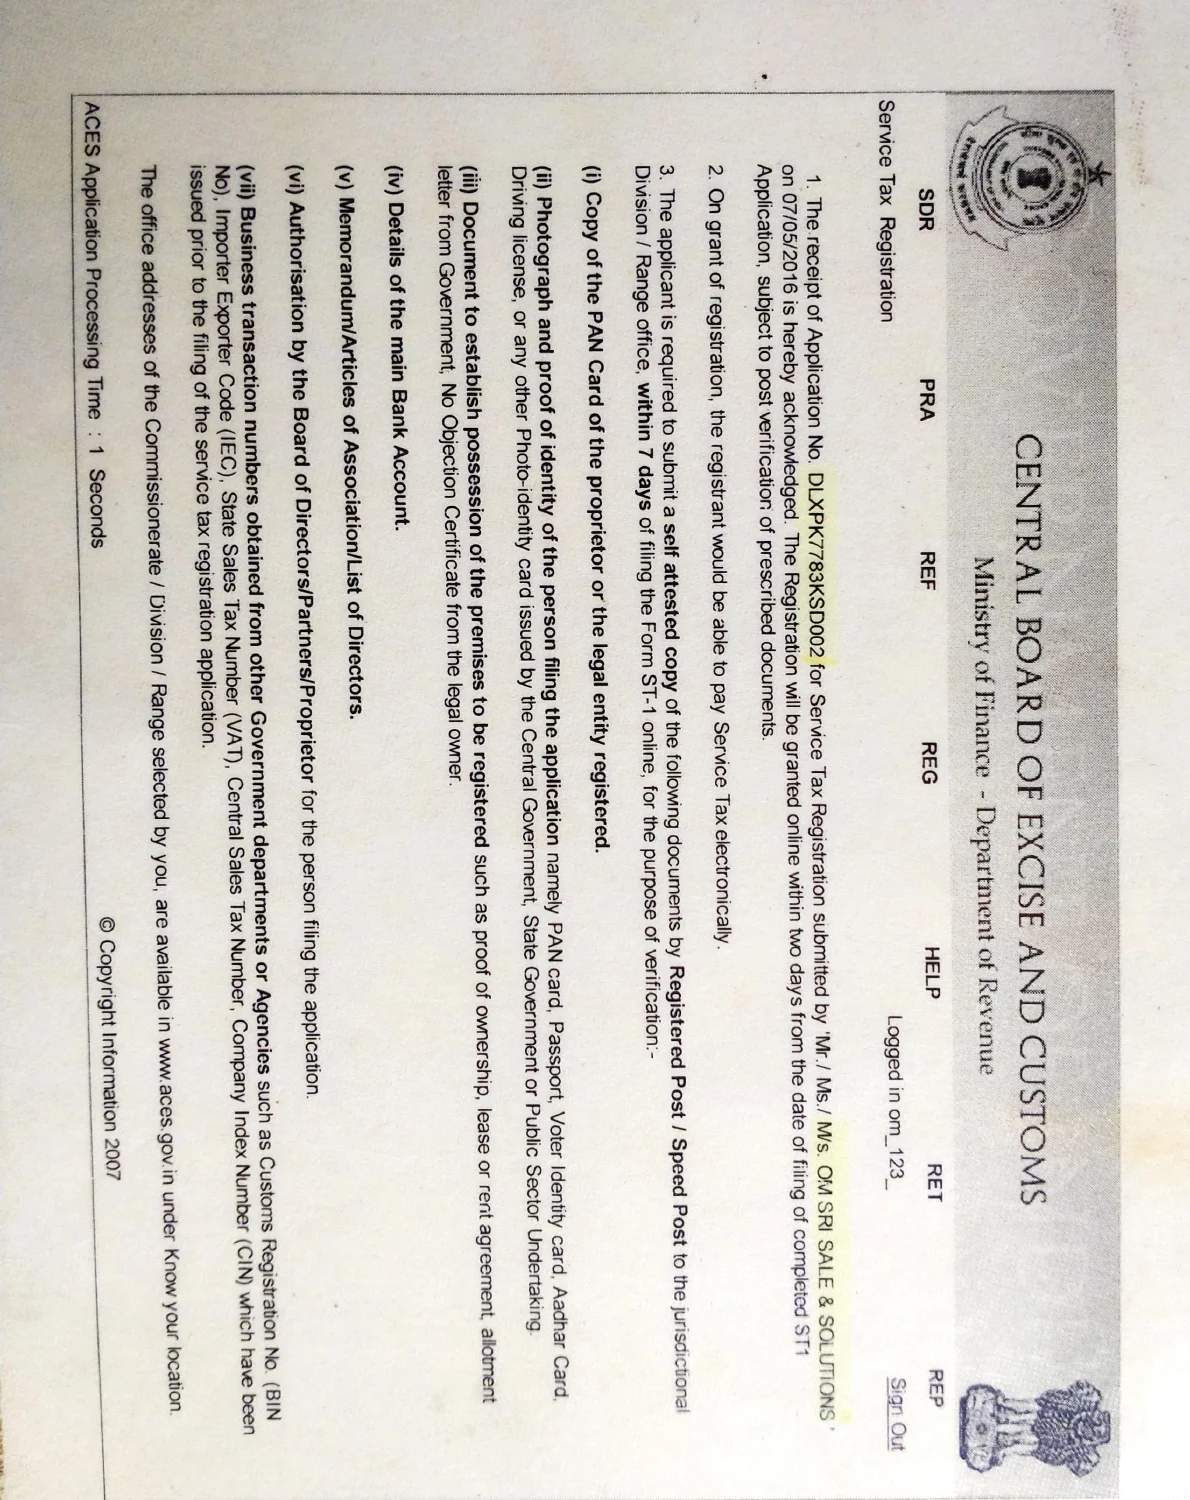 CENTRAL BOARD OF EXCISE AND CUSTOMS
Ministry of Finance - Department of Revenue
SDR PRA REF REG HELP RET REP
Service Tax Registration Logged in om_123_ Sign Out
1. The receipt of Application No. DLXPK7783KSD002 for Service Tax Registration submitted by 'Mr./ Ms./ M/s. OM SRI SALE & SOLUTIONS '
on 07/05/2016 is hereby acknowledged. The Registration will be granted online within two days from the date of filing of completed ST1
Application, subject to post verification of prescribed documents.
2. On grant of registration, the registrant would be able to pay Service Tax electronically.
3. The applicant is required to submit a self attested copy of the following documents by Registered Post / Speed Post to the jurisdictional
Division / Range office, within 7 days of filing the Form ST-1 online, for the purpose of verification:-
(i) Copy of the PAN Card of the proprietor or the legal entity registered.
(ii) Photograph and proof of identity of the person filing the application namely PAN card, Passport, Voter Identity card, Aadhar Card,
Driving license, or any other Photo-identity card issued by the Central Government, State Government or Public Sector Undertaking.
(iii) Document to establish possession of the premises to be registered such as proof of ownership, lease or rent agreement, allotment
letter from Government, No Objection Certificate from the legal owner.
(iv) Details of the main Bank Account.
(v) Memorandum/Articles of Association/List of Directors.
(vi) Authorisation by the Board of Directors/Partners/Proprietor for the person filing the application.
(vii) Business transaction numbers obtained from other Government departments or Agencies such as Customs Registration No. (BIN
No), Importer Exporter Code (IEC), State Sales Tax Number (VAT), Central Sales Tax Number, Company Index Number (CIN) which have been
issued prior to the filing of the service tax registration application.
The office addresses of the Commissionerate / Division / Range selected by you, are available in www.aces.gov.in under Know your location.
ACES Application Processing Time : 1 Seconds © Copyright Information 2007